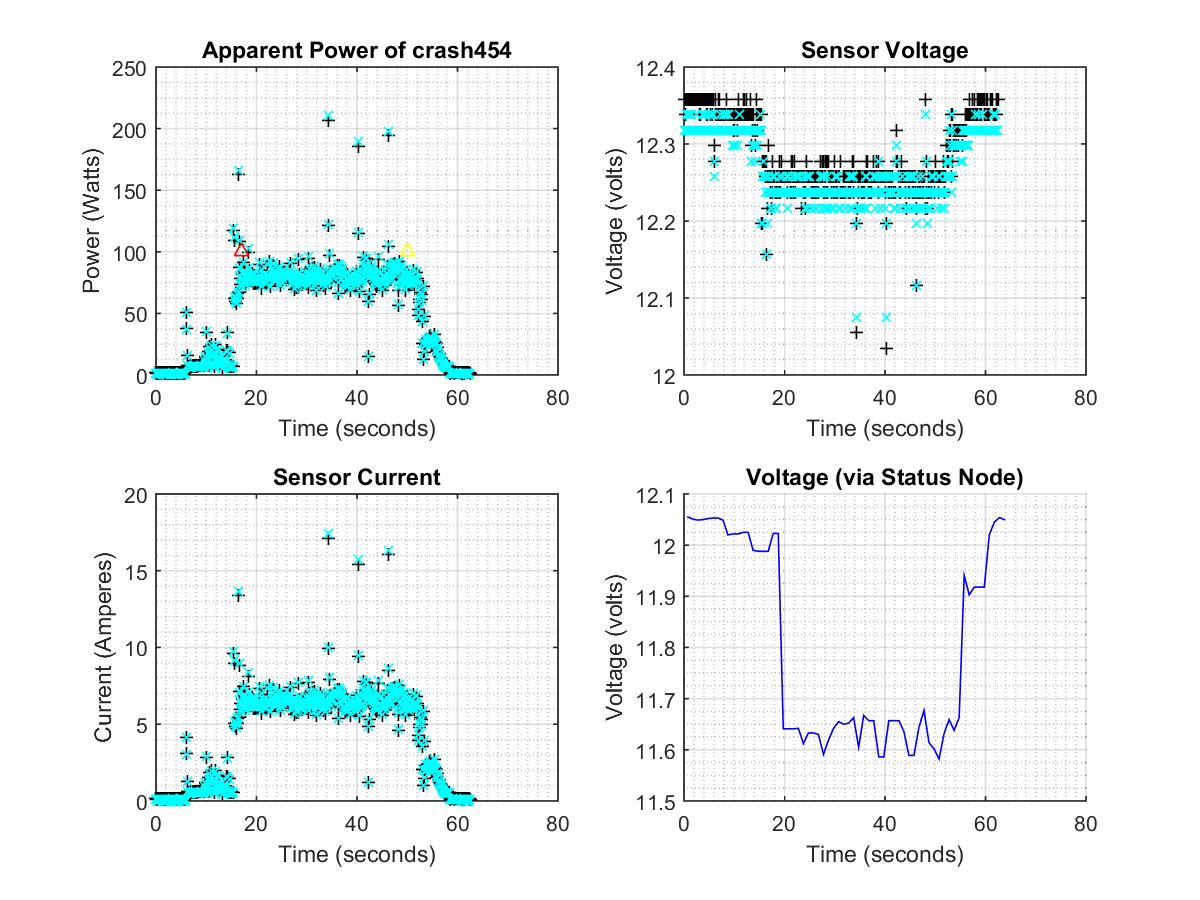 Apparent Power of crash454
250
200
150
100
50
0
Power (Watts)
0 20 40 60 80
Time (seconds)
Sensor Voltage
12.4
12.3
12.2
12.1
12
Voltage (volts)
0 20 40 60 80
Time (seconds)
Sensor Current
20
15
10
5
0
Current (Amperes)
0 20 40 60 80
Time (seconds)
Voltage (via Status Node)
12.1
12
11.9
11.8
11.7
11.6
11.5
Voltage (volts)
0 20 40 60 80
Time (seconds)